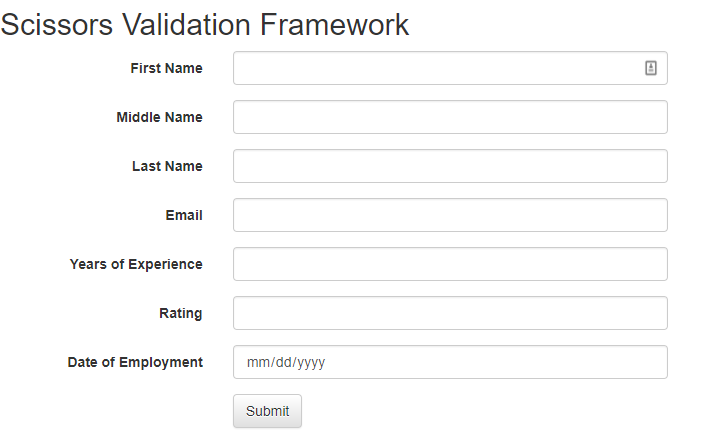 Scissors Validation Framework
First Name
Middle Name
Last Name
Email
Years of Experience
Rating
Date of Employment mm/dd/yyyy
Submit